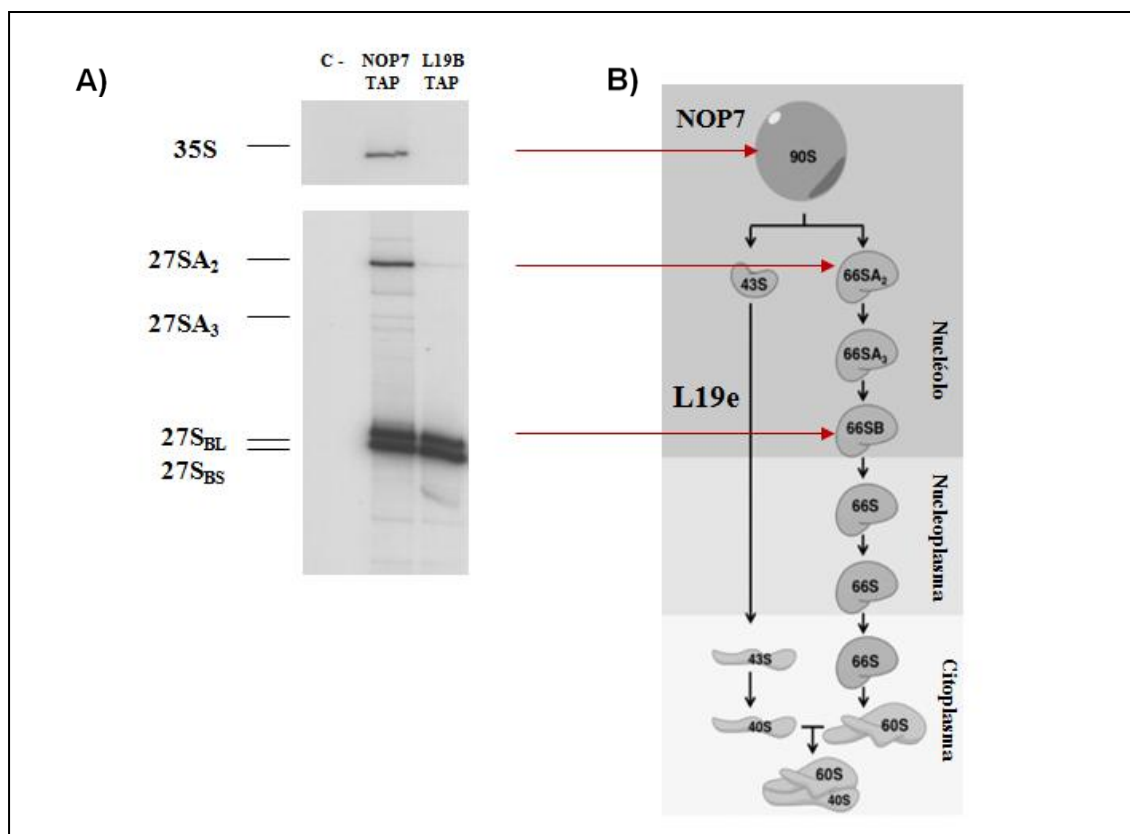 A)
C - NOP7 L19B
TAP TAP
35S
27SA2
27SA3
27SBL
27SBS
B)
NOP7
90S
43S
66SA2
66SA3
L19e
66SB
Nucléolo
66S
66S
Nucleoplasma
43S
66S
40S
60S
60S
40S
Citoplasma